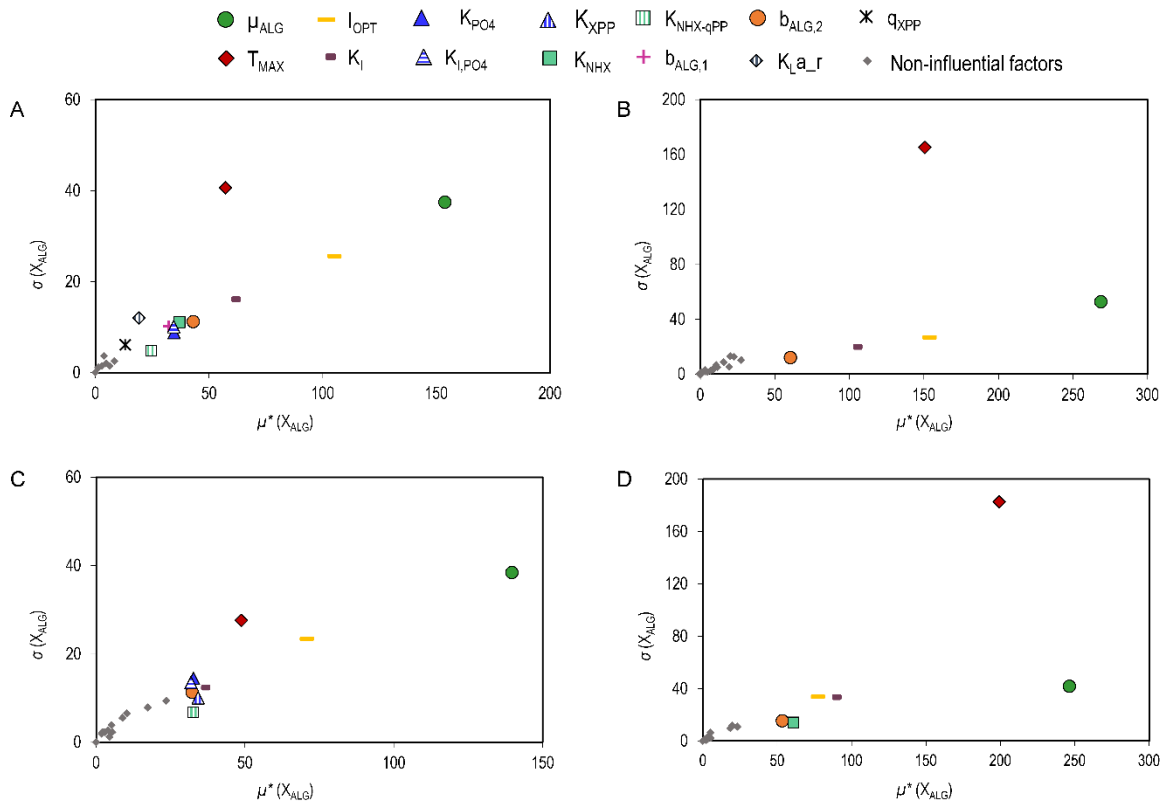 μALG IOPT KPO4 KXPP KNHX-qPP bALG,2 qXPP
TMAX KI KI,PO4 KNHX bALG,1 KLa_r Non-influential factors
A
60
40
20
0
0 50 100 150 200
σ (XALG)
μ* (XALG)
B
200
160
120
80
40
0
0 50 100 150 200 250 300
σ (XALG)
μ* (XALG)
C
60
40
20
0
0 50 100 150
σ (XALG)
μ* (XALG)
D
200
160
120
80
40
0
0 50 100 150 200 250 300
σ (XALG)
μ* (XALG)